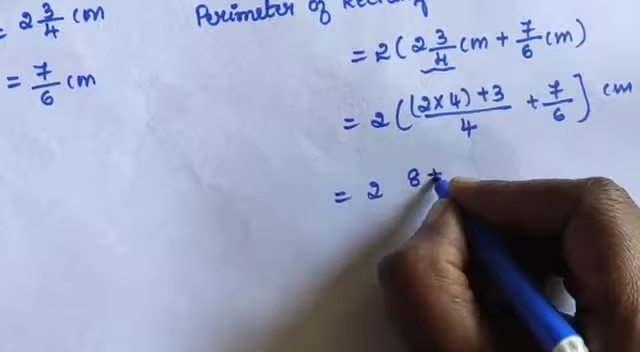 = 2 3/4 cm
= 7/6 cm
Perimeter of
= 2 ( 2 3/4 cm + 7/6 cm )
= 2 ( (2×4)+3/4 + 7/6 ) cm
= 2 8 +